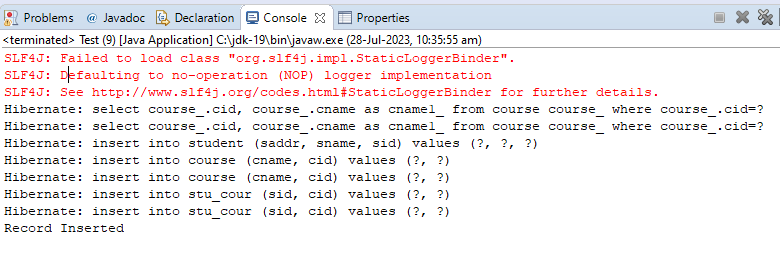 Problems @ Javadoc Declaration Console Properties
<terminated> Test (9) [Java Application] C:\jdk-19\bin\javaw.exe (28-Jul-2023, 10:35:55 am)
SLF4J: Failed to load class "org.slf4j.impl.StaticLoggerBinder".
SLF4J: Defaulting to no-operation (NOP) logger implementation
SLF4J: See http://www.slf4j.org/codes.html#StaticLoggerBinder for further details.
Hibernate: select course_.cid, course_.cname as cname1_ from course course_ where course_.cid=?
Hibernate: select course_.cid, course_.cname as cname1_ from course course_ where course_.cid=?
Hibernate: insert into student (saddr, sname, sid) values (?, ?, ?)
Hibernate: insert into course (cname, cid) values (?, ?)
Hibernate: insert into course (cname, cid) values (?, ?)
Hibernate: insert into stu_cour (sid, cid) values (?, ?)
Hibernate: insert into stu_cour (sid, cid) values (?, ?)
Record Inserted